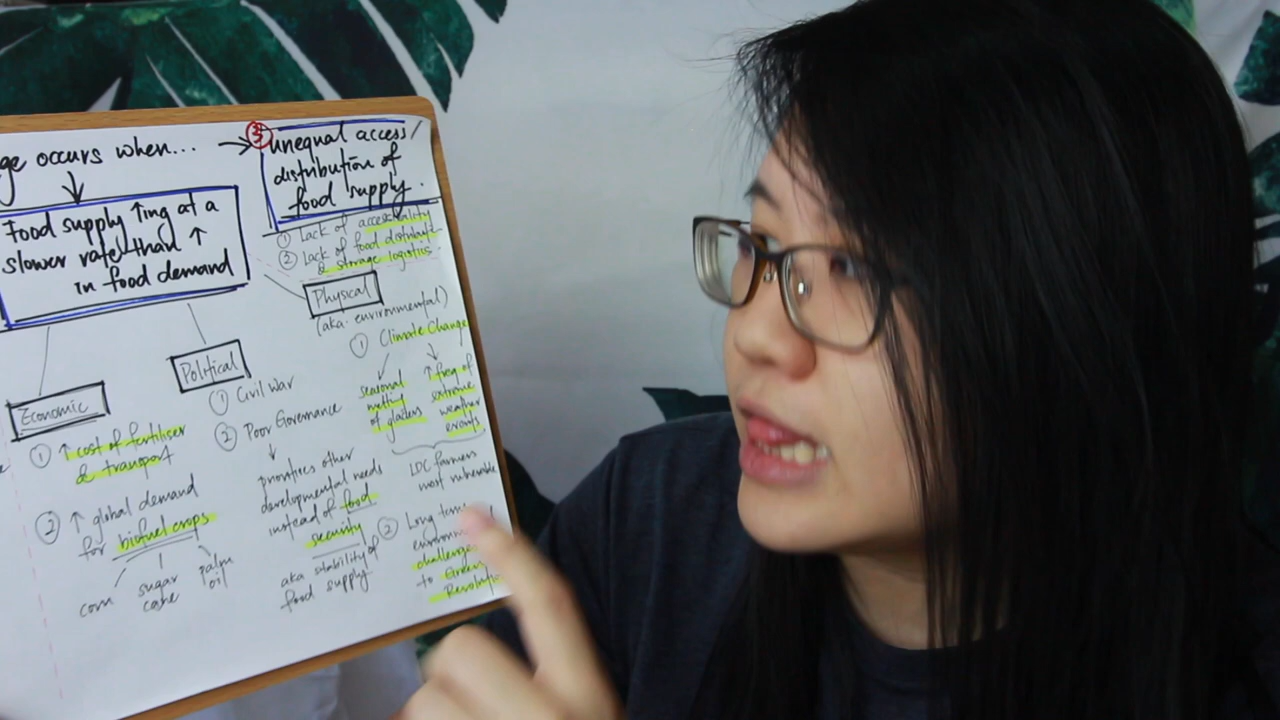 ge occurs when... →
③ unequal access/
distribution of
food supply.
① Lack of accessibility
② Lack of food distribut
& storage logistics
Food supply ↑ing at a
slower rate than ↑
in food demand
Physical
(aka. environmental)
① Climate Change
seasonal
melting
of glaciers
↑ freq of
extreme
weather
events
LDC farmers
most vulnerable
② Long-term
challenge
to Green
Revolution
Political
① Civil War
② Poor Governance
↓
prioritises other
developmental needs
instead of food
security
aka stability of
food supply
Economic
① ↑ cost of fertiliser
& transport
② ↑ global demand
for biofuel crops
corn
sugar
cane
palm
oil